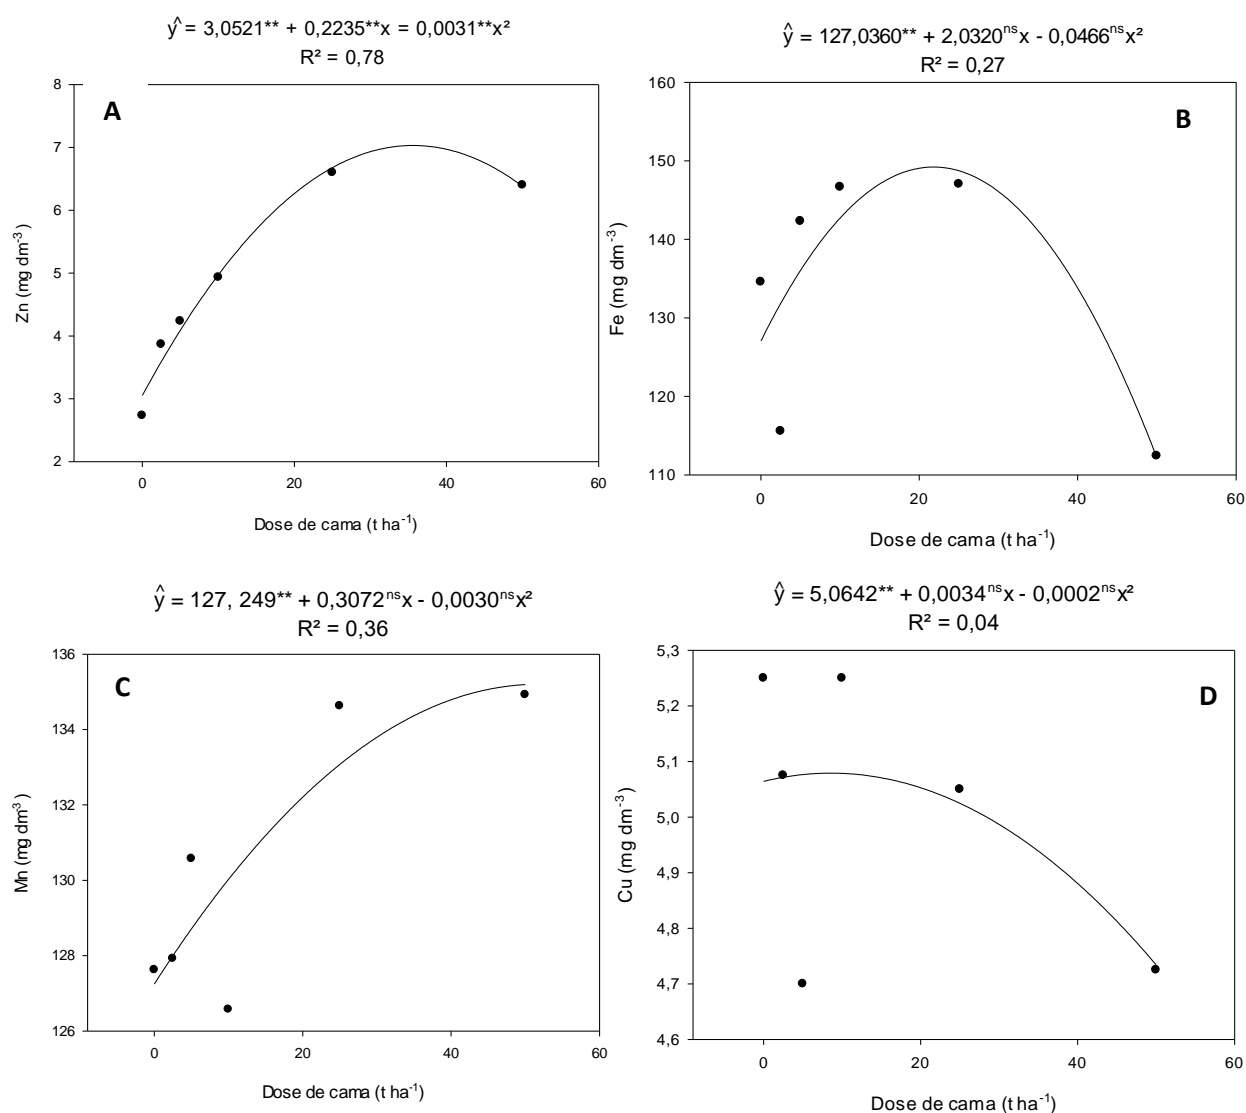 ŷ = 3,0521** + 0,2235**x = 0,0031**x²
R² = 0,78
A
8
7
6
5
4
3
2
Zn (mg dm⁻³)
0 20 40 60
Dose de cama (t ha⁻¹)
ŷ = 127,0360** + 2,0320ⁿˢx - 0,0466ⁿˢx²
R² = 0,27
B
160
150
140
130
120
110
Fe (mg dm⁻³)
0 20 40 60
Dose de cama (t ha⁻¹)
ŷ = 127, 249** + 0,3072ⁿˢx - 0,0030ⁿˢx²
R² = 0,36
C
136
134
132
130
128
126
Mn (mg dm⁻³)
0 20 40 60
Dose de cama (t ha⁻¹)
ŷ = 5,0642** + 0,0034ⁿˢx - 0,0002ⁿˢx²
R² = 0,04
D
5,3
5,2
5,1
5,0
4,9
4,8
4,7
4,6
Cu (mg dm⁻³)
0 20 40 60
Dose de cama (t ha⁻¹)